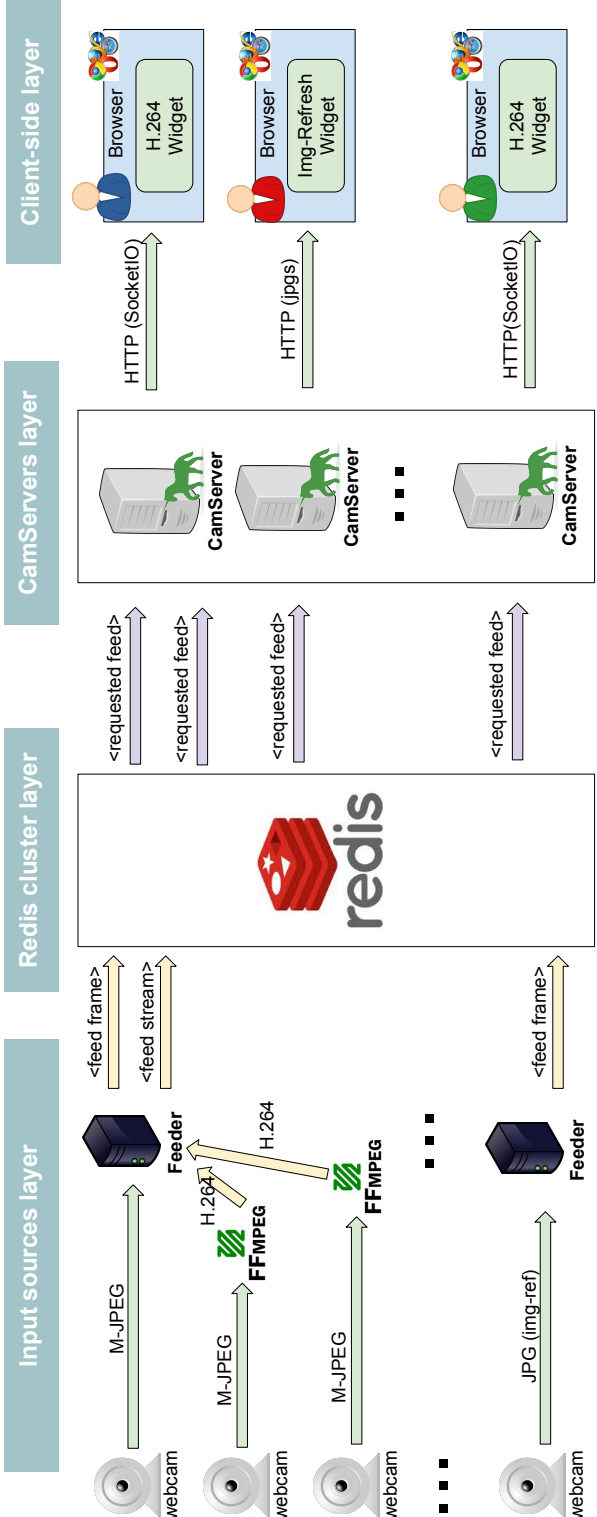 Input sources layer
Redis cluster layer
CamServers layer
Client-side layer
webcam
M-JPEG
Feeder
<feed frame>
<feed stream>
webcam
M-JPEG
FFMPEG
H.264
webcam
M-JPEG
FFMPEG
H.264
webcam
JPG (img-ref)
Feeder
<feed frame>
redis
<requested feed>
<requested feed>
<requested feed>
<requested feed>
CamServer
CamServer
CamServer
HTTP (SocketIO)
HTTP (jpgs)
HTTP(SocketIO)
Browser
H.264
Widget
Browser
Img-Refresh
Widget
Browser
H.264
Widget